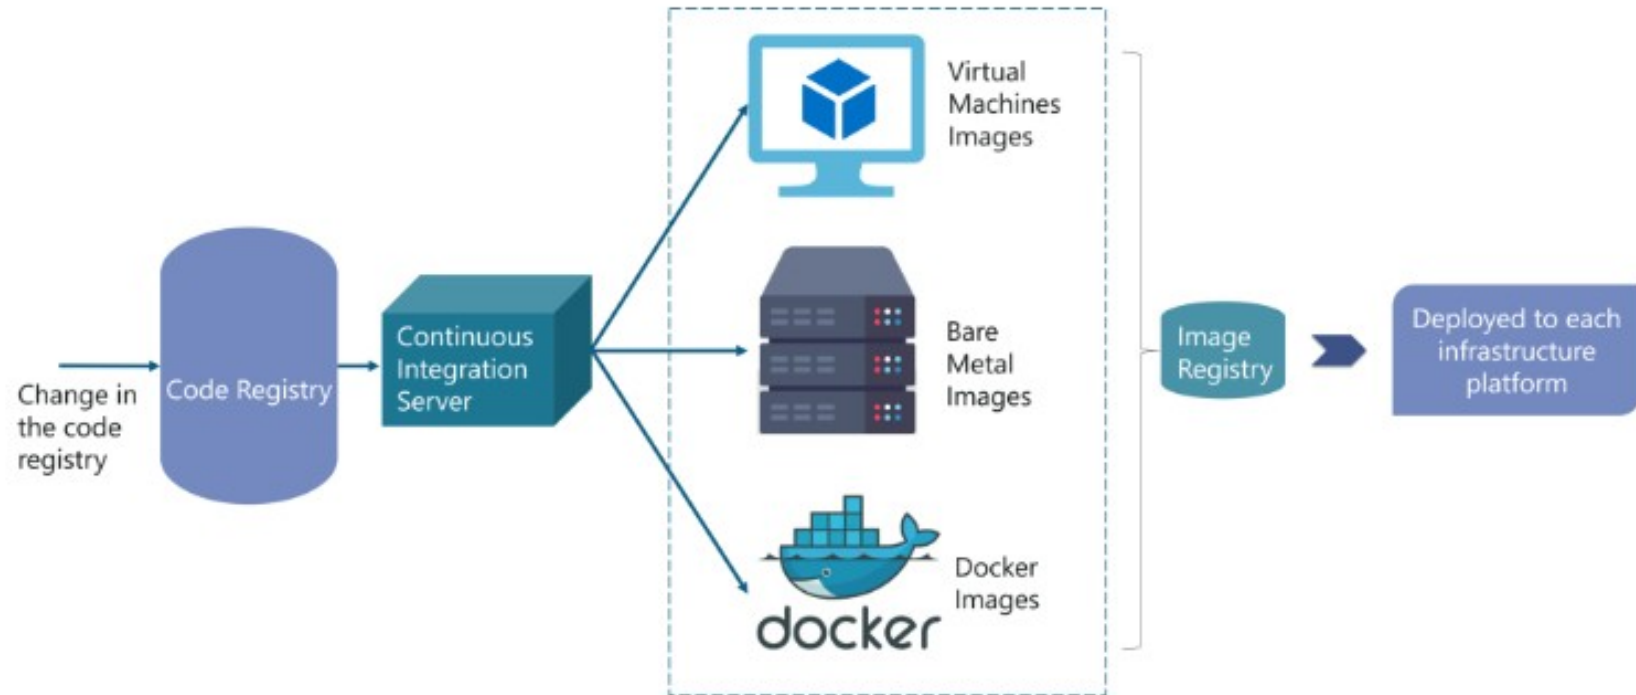 Change in
the code
registry
Code Registry
Continuous
Integration
Server
Virtual
Machines
Images
Bare
Metal
Images
docker
Docker
Images
Image
Registry
Deployed to each
infrastructure
platform